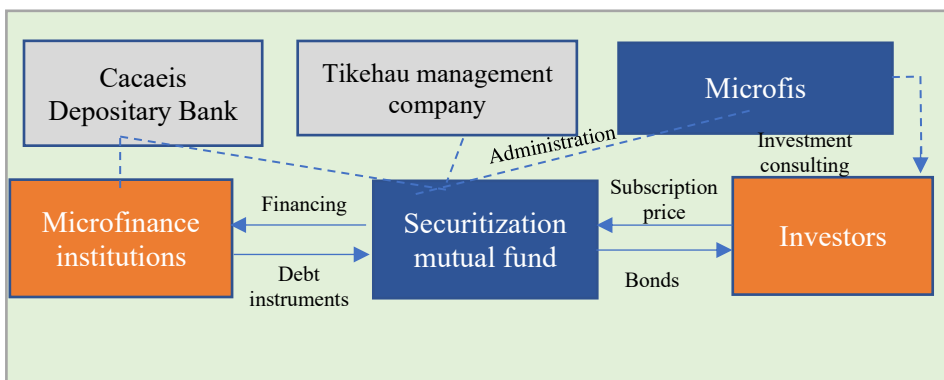 Cacaeis
Depositary Bank
Tikehau management
company
Microfis
Administration
Investment
consulting
Microfinance
institutions
Financing
Debt
instruments
Securitization
mutual fund
Subscription
price
Bonds
Investors